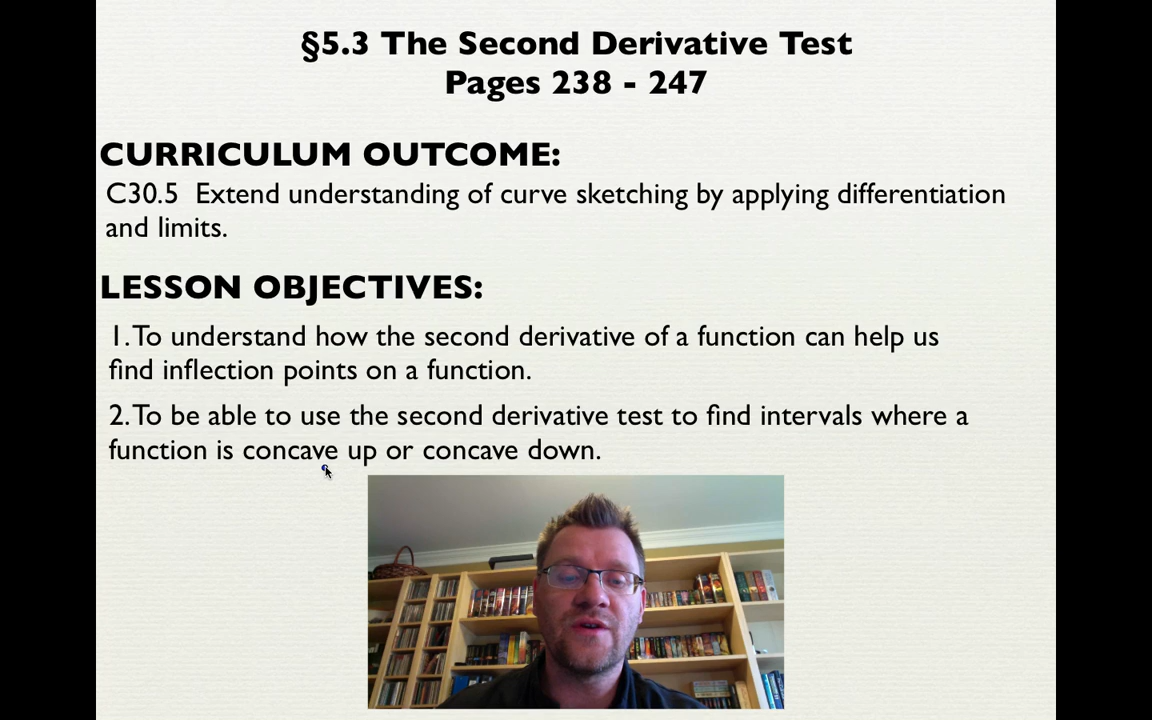 §5.3 The Second Derivative Test
Pages 238 - 247
CURRICULUM OUTCOME:
C30.5 Extend understanding of curve sketching by applying differentiation
and limits.
LESSON OBJECTIVES:
1. To understand how the second derivative of a function can help us
find inflection points on a function.
2. To be able to use the second derivative test to find intervals where a
function is concave up or concave down.